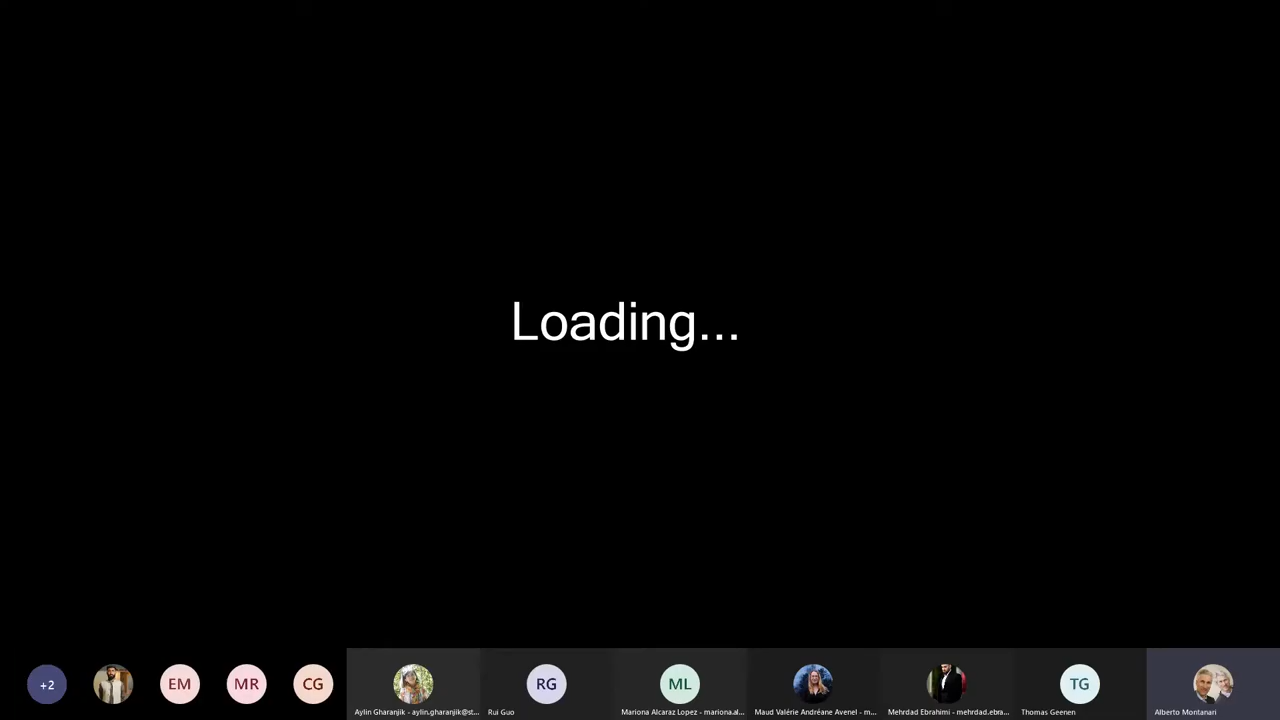 Loading...
+2
EM
MR
CG
RG
ML
TG
Aylin Gharanjik - aylin.gharanjik@st...
Rui Guo
Mariona Alcaraz Lopez - mariona.al...
Maud Valérie Andréane Avenel - m...
Mehrdad Ebrahimi - mehrdad.ebra...
Thomas Geenen
Alberto Montanari